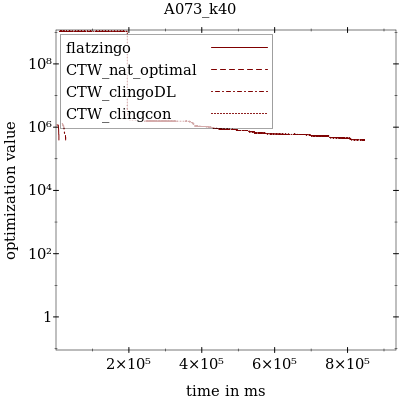 A073_k40
flatzingo
CTW_nat_optimal
CTW_clingoDL
CTW_clingcon
optimization value
10⁸
10⁶
10⁴
10²
1
2×10⁵ 4×10⁵ 6×10⁵ 8×10⁵
time in ms